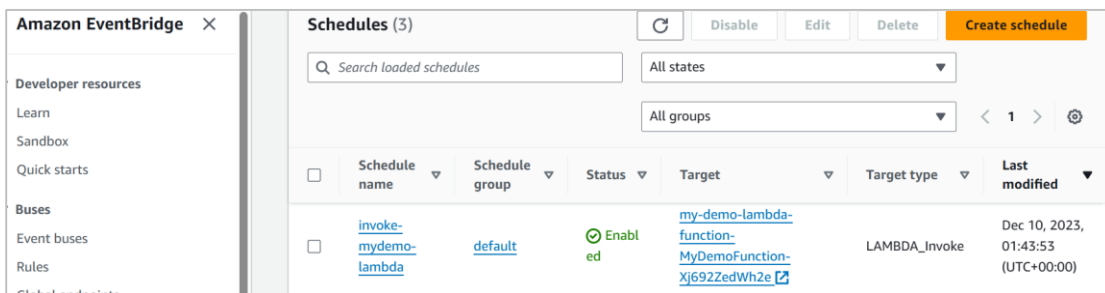 Amazon EventBridge
Developer resources
Learn
Sandbox
Quick starts
Buses
Event buses
Rules
Global endpoints
Schedules (3)
Disable
Edit
Delete
Create schedule
Search loaded schedules
All states
All groups
1
Schedule name
Schedule group
Status
Target
Target type
Last modified
invoke-
mydemo-
lambda
default
Enabl
ed
my-demo-lambda-
function-
MyDemoFunction-
Xj692ZedWh2e
LAMBDA_Invoke
Dec 10, 2023,
01:43:53
(UTC+00:00)